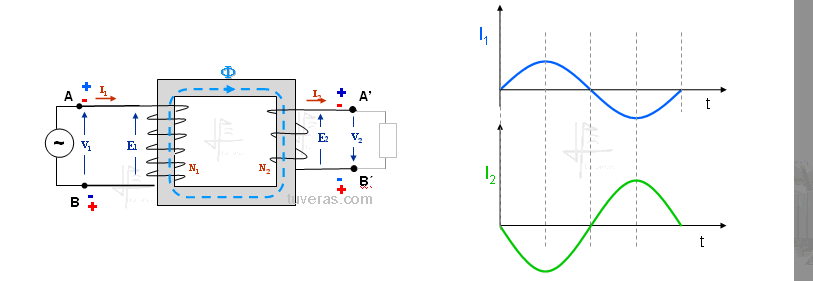 Φ
I₁
I₂
A
+
-
+
-
A'
~
V₁
E₁
N₁
N₂
E₂
V₂
B
-
+
-
+
B´
tuveras.com
I₁
t
I₂
t